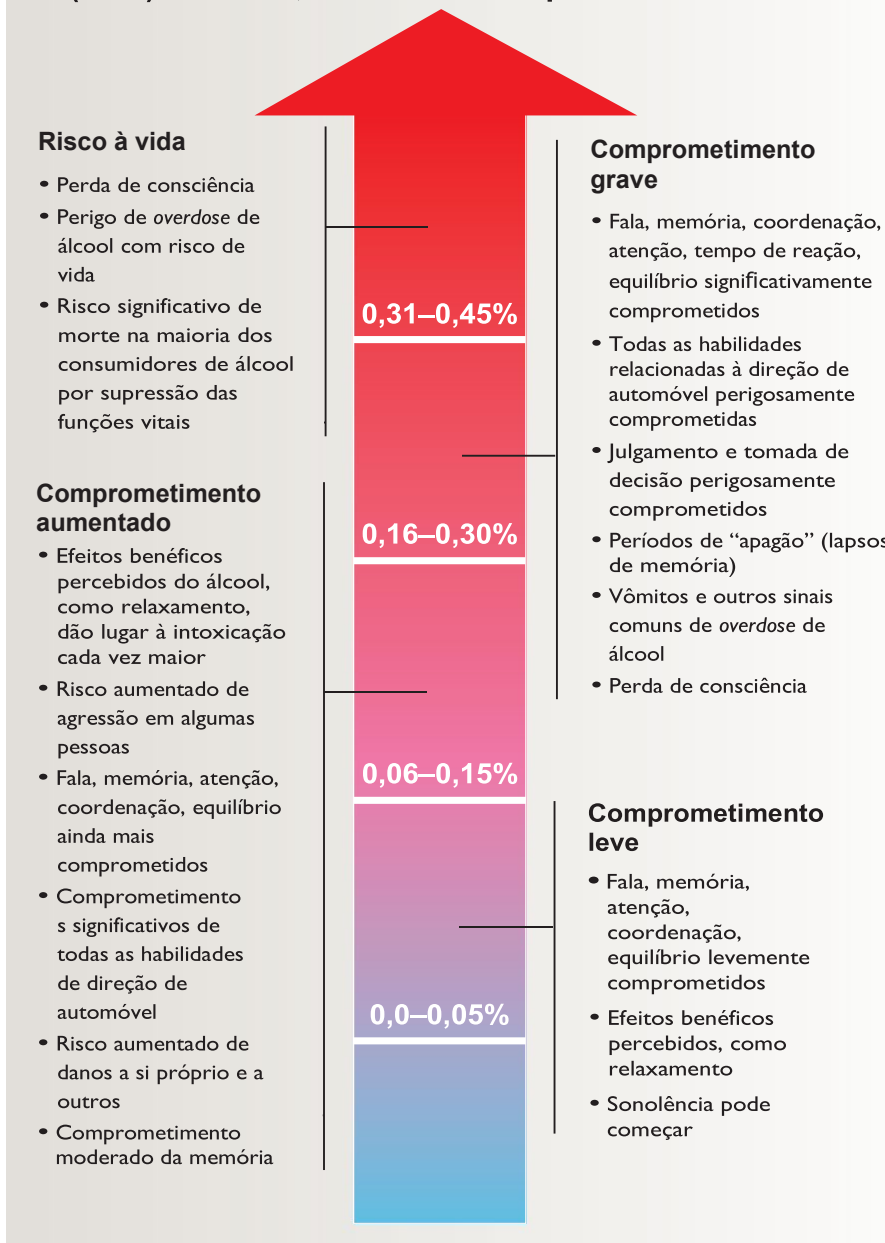 Risco à vida
• Perda de consciência
• Perigo de overdose de
álcool com risco de
vida
• Risco significativo de
morte na maioria dos
consumidores de álcool
por supressão das
funções vitais
Comprometimento
grave
• Fala, memória, coordenação,
atenção, tempo de reação,
equilíbrio significativamente
comprometidos
• Todas as habilidades
relacionadas à direção de
automóvel perigosamente
comprometidas
• Julgamento e tomada de
decisão perigosamente
comprometidos
• Períodos de “apagão” (lapsos
de memória)
• Vômitos e outros sinais
comuns de overdose de
álcool
• Perda de consciência
0,31–0,45%
0,16–0,30%
0,06–0,15%
0,0–0,05%
Comprometimento
aumentado
• Efeitos benéficos
percebidos do álcool,
como relaxamento,
dão lugar à intoxicação
cada vez maior
• Risco aumentado de
agressão em algumas
pessoas
• Fala, memória, atenção,
coordenação, equilíbrio
ainda mais
comprometidos
• Comprometimento
s significativos de
todas as habilidades
de direção de
automóvel
• Risco aumentado de
danos a si próprio e a
outros
• Comprometimento
moderado da memória
Comprometimento
leve
• Fala, memória,
atenção,
coordenação,
equilíbrio levemente
comprometidos
• Efeitos benéficos
percebidos, como
relaxamento
• Sonolência pode
começar